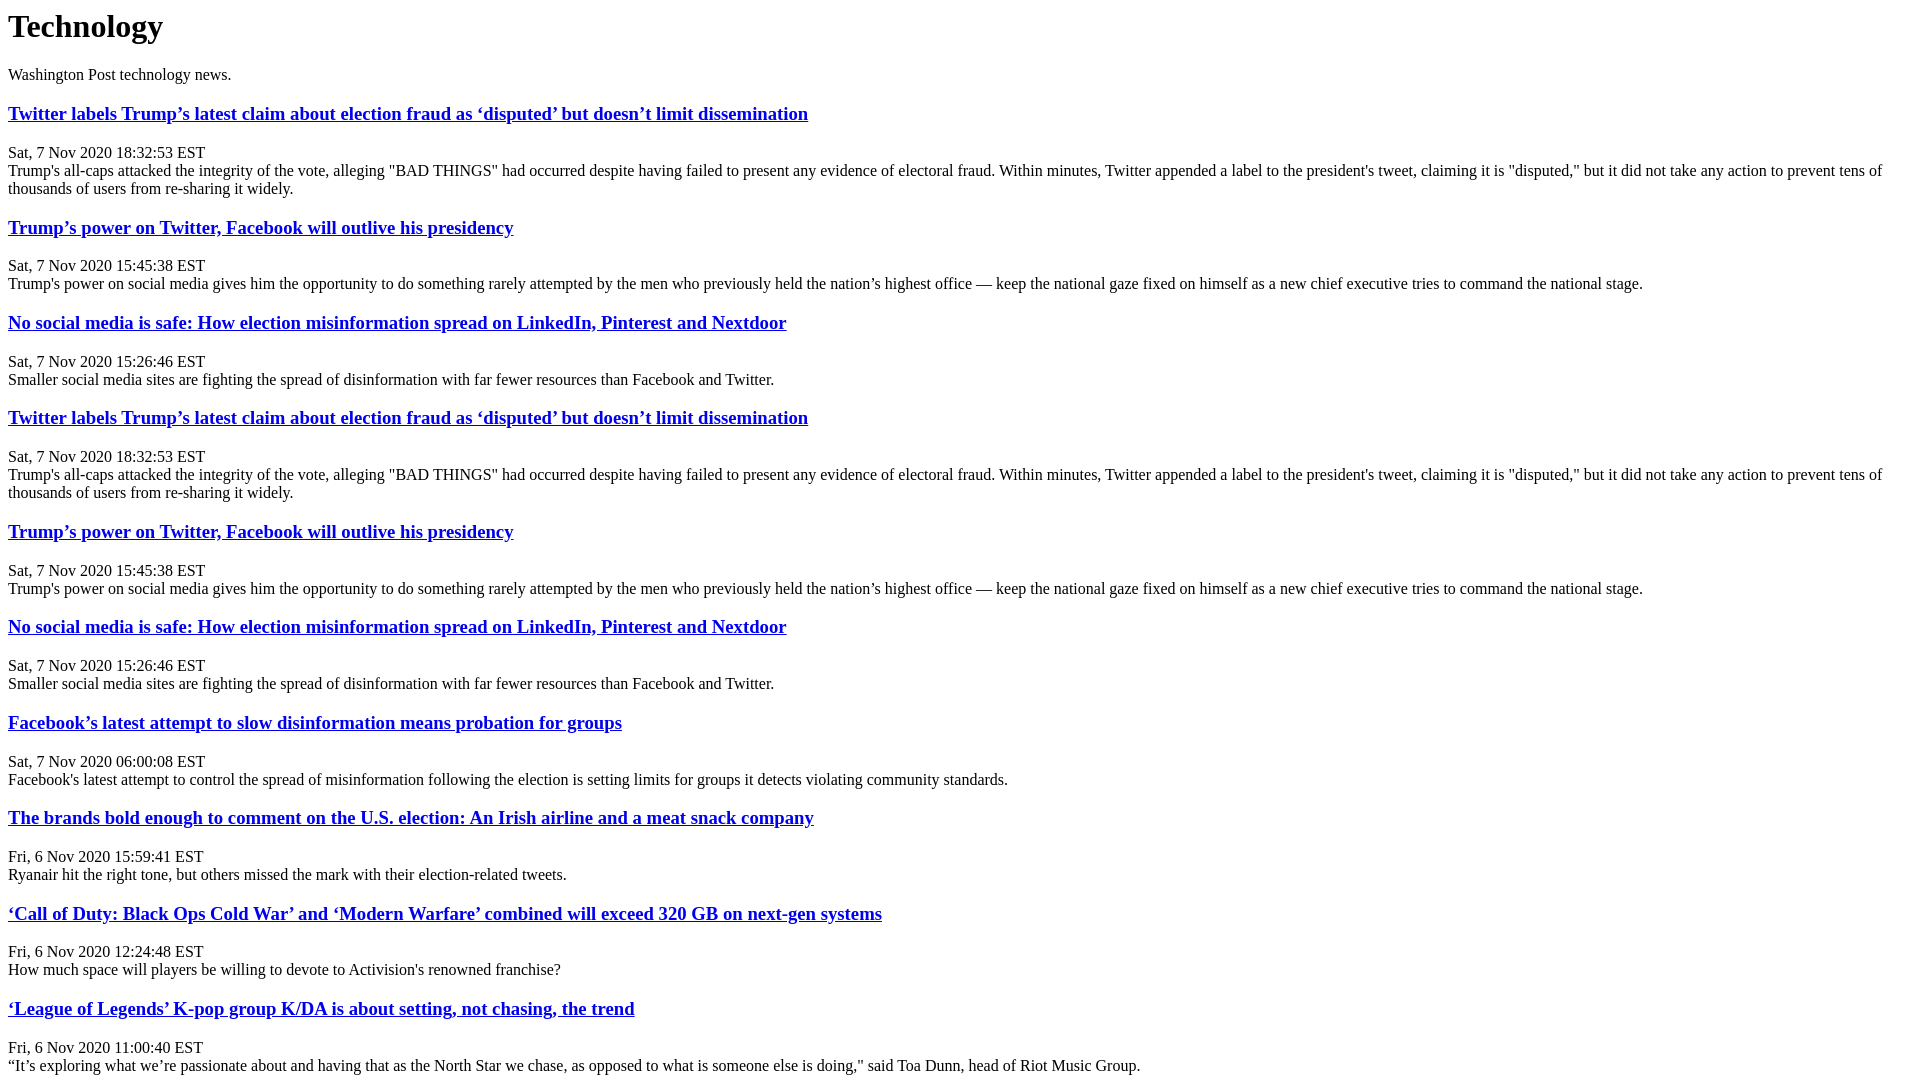 Technology
Washington Post technology news.
Twitter labels Trump’s latest claim about election fraud as ‘disputed’ but doesn’t limit dissemination
Sat, 7 Nov 2020 18:32:53 EST
Trump's all-caps attacked the integrity of the vote, alleging "BAD THINGS" had occurred despite having failed to present any evidence of electoral fraud. Within minutes, Twitter appended a label to the president's tweet, claiming it is "disputed," but it did not take any action to prevent tens of
thousands of users from re-sharing it widely.
Trump’s power on Twitter, Facebook will outlive his presidency
Sat, 7 Nov 2020 15:45:38 EST
Trump's power on social media gives him the opportunity to do something rarely attempted by the men who previously held the nation’s highest office — keep the national gaze fixed on himself as a new chief executive tries to command the national stage.
No social media is safe: How election misinformation spread on LinkedIn, Pinterest and Nextdoor
Sat, 7 Nov 2020 15:26:46 EST
Smaller social media sites are fighting the spread of disinformation with far fewer resources than Facebook and Twitter.
Twitter labels Trump’s latest claim about election fraud as ‘disputed’ but doesn’t limit dissemination
Sat, 7 Nov 2020 18:32:53 EST
Trump's all-caps attacked the integrity of the vote, alleging "BAD THINGS" had occurred despite having failed to present any evidence of electoral fraud. Within minutes, Twitter appended a label to the president's tweet, claiming it is "disputed," but it did not take any action to prevent tens of
thousands of users from re-sharing it widely.
Trump’s power on Twitter, Facebook will outlive his presidency
Sat, 7 Nov 2020 15:45:38 EST
Trump's power on social media gives him the opportunity to do something rarely attempted by the men who previously held the nation’s highest office — keep the national gaze fixed on himself as a new chief executive tries to command the national stage.
No social media is safe: How election misinformation spread on LinkedIn, Pinterest and Nextdoor
Sat, 7 Nov 2020 15:26:46 EST
Smaller social media sites are fighting the spread of disinformation with far fewer resources than Facebook and Twitter.
Facebook’s latest attempt to slow disinformation means probation for groups
Sat, 7 Nov 2020 06:00:08 EST
Facebook's latest attempt to control the spread of misinformation following the election is setting limits for groups it detects violating community standards.
The brands bold enough to comment on the U.S. election: An Irish airline and a meat snack company
Fri, 6 Nov 2020 15:59:41 EST
Ryanair hit the right tone, but others missed the mark with their election-related tweets.
‘Call of Duty: Black Ops Cold War’ and ‘Modern Warfare’ combined will exceed 320 GB on next-gen systems
Fri, 6 Nov 2020 12:24:48 EST
How much space will players be willing to devote to Activision's renowned franchise?
‘League of Legends’ K-pop group K/DA is about setting, not chasing, the trend
Fri, 6 Nov 2020 11:00:40 EST
“It’s exploring what we’re passionate about and having that as the North Star we chase, as opposed to what is someone else is doing," said Toa Dunn, head of Riot Music Group.